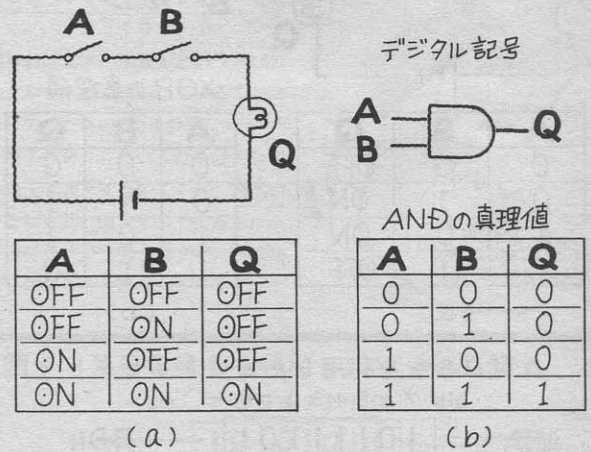 A B
Q
A B Q
OFF OFF OFF
OFF ON OFF
ON OFF OFF
ON ON ON
(a)
デジタル記号
A
B
Q
ANDの真理値
A B Q
0 0 0
0 1 0
1 0 0
1 1 1
(b)